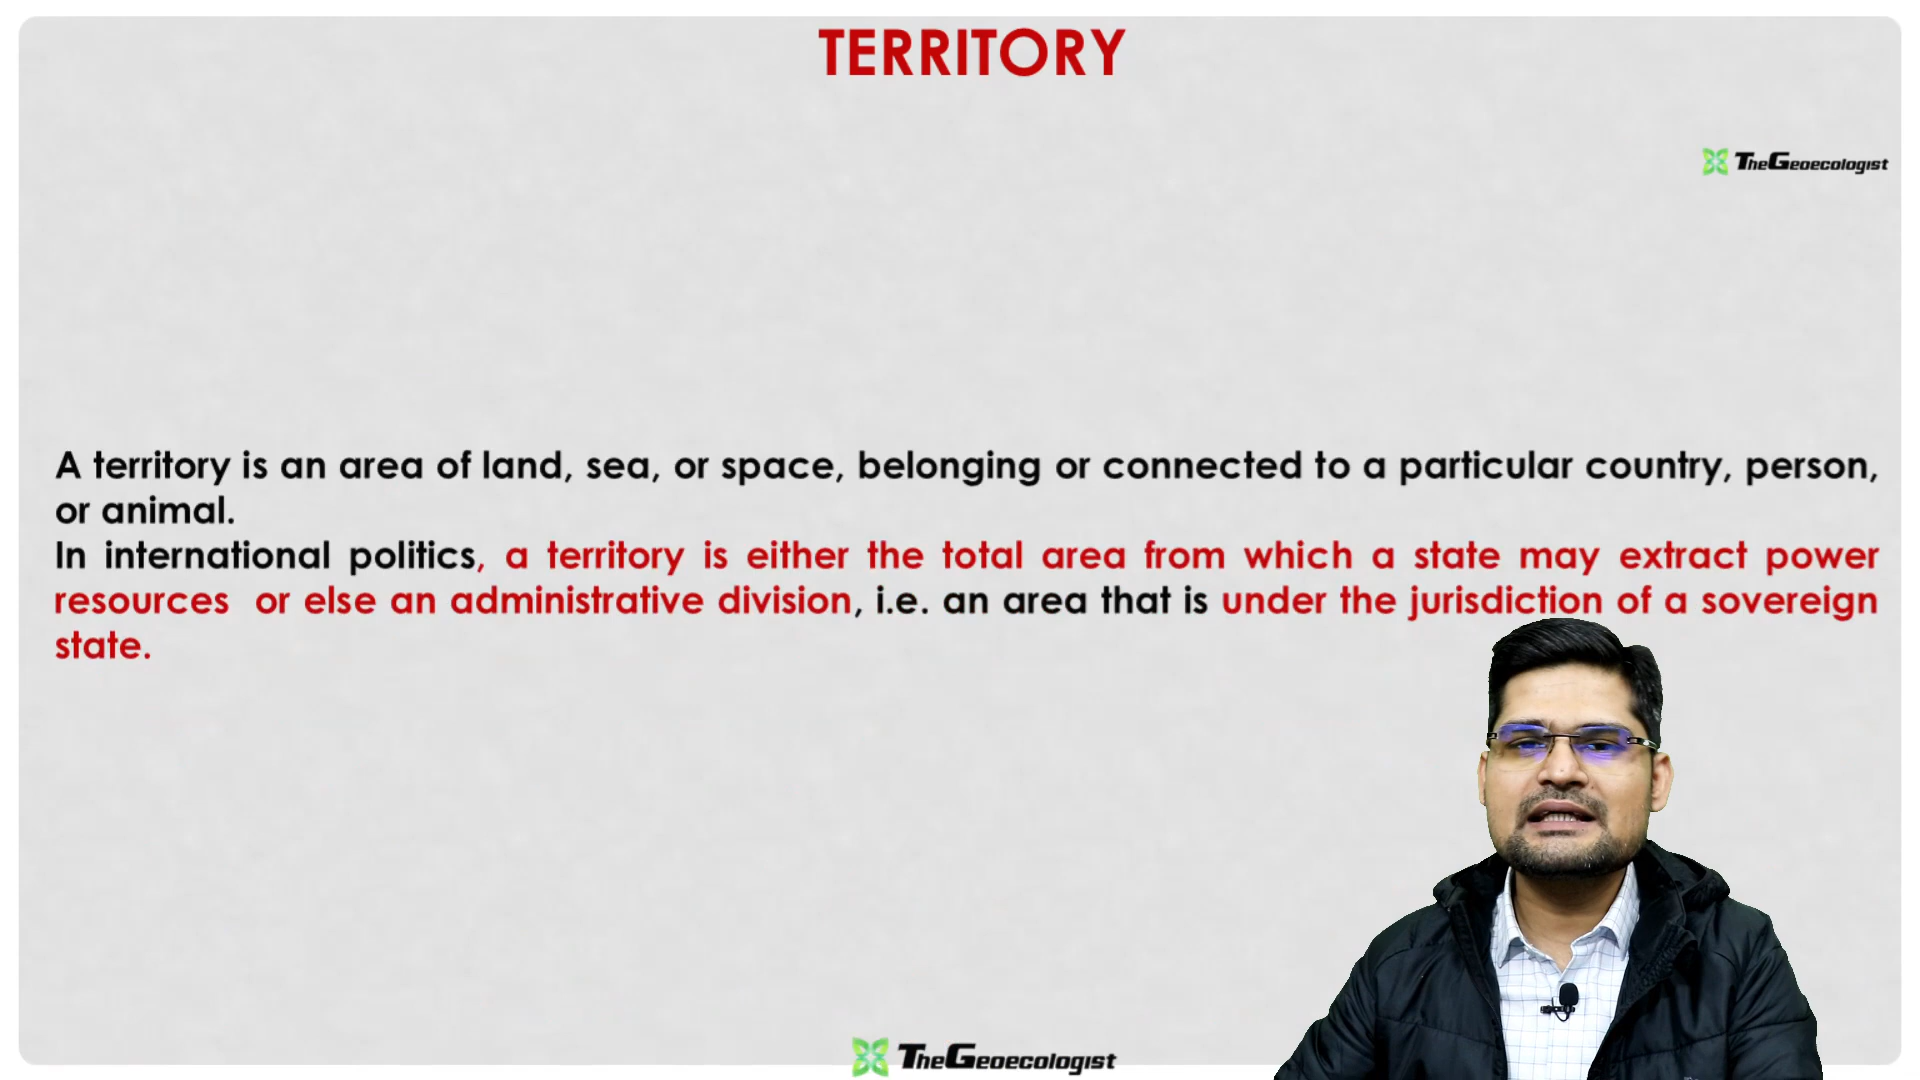 TERRITORY
TheGeoecologist
A territory is an area of land, sea, or space, belonging or connected to a particular country, person,
or animal.
In international politics, a territory is either the total area from which a state may extract power
resources or else an administrative division, i.e. an area that is under the jurisdiction of a sovereign
state.
TheGeoecologist